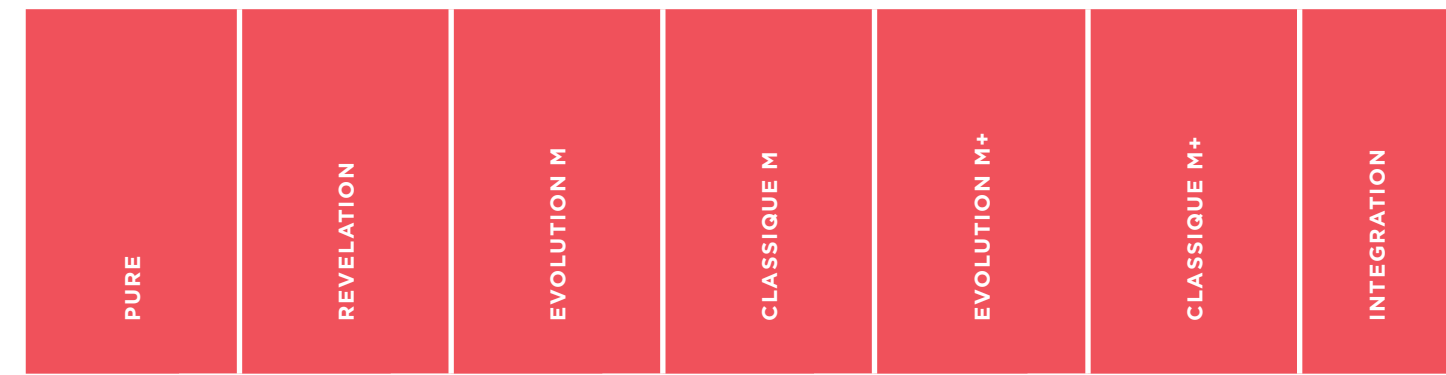 PURE
REVELATION
EVOLUTION M
CLASSIQUE M
EVOLUTION M+
CLASSIQUE M+
INTEGRATION